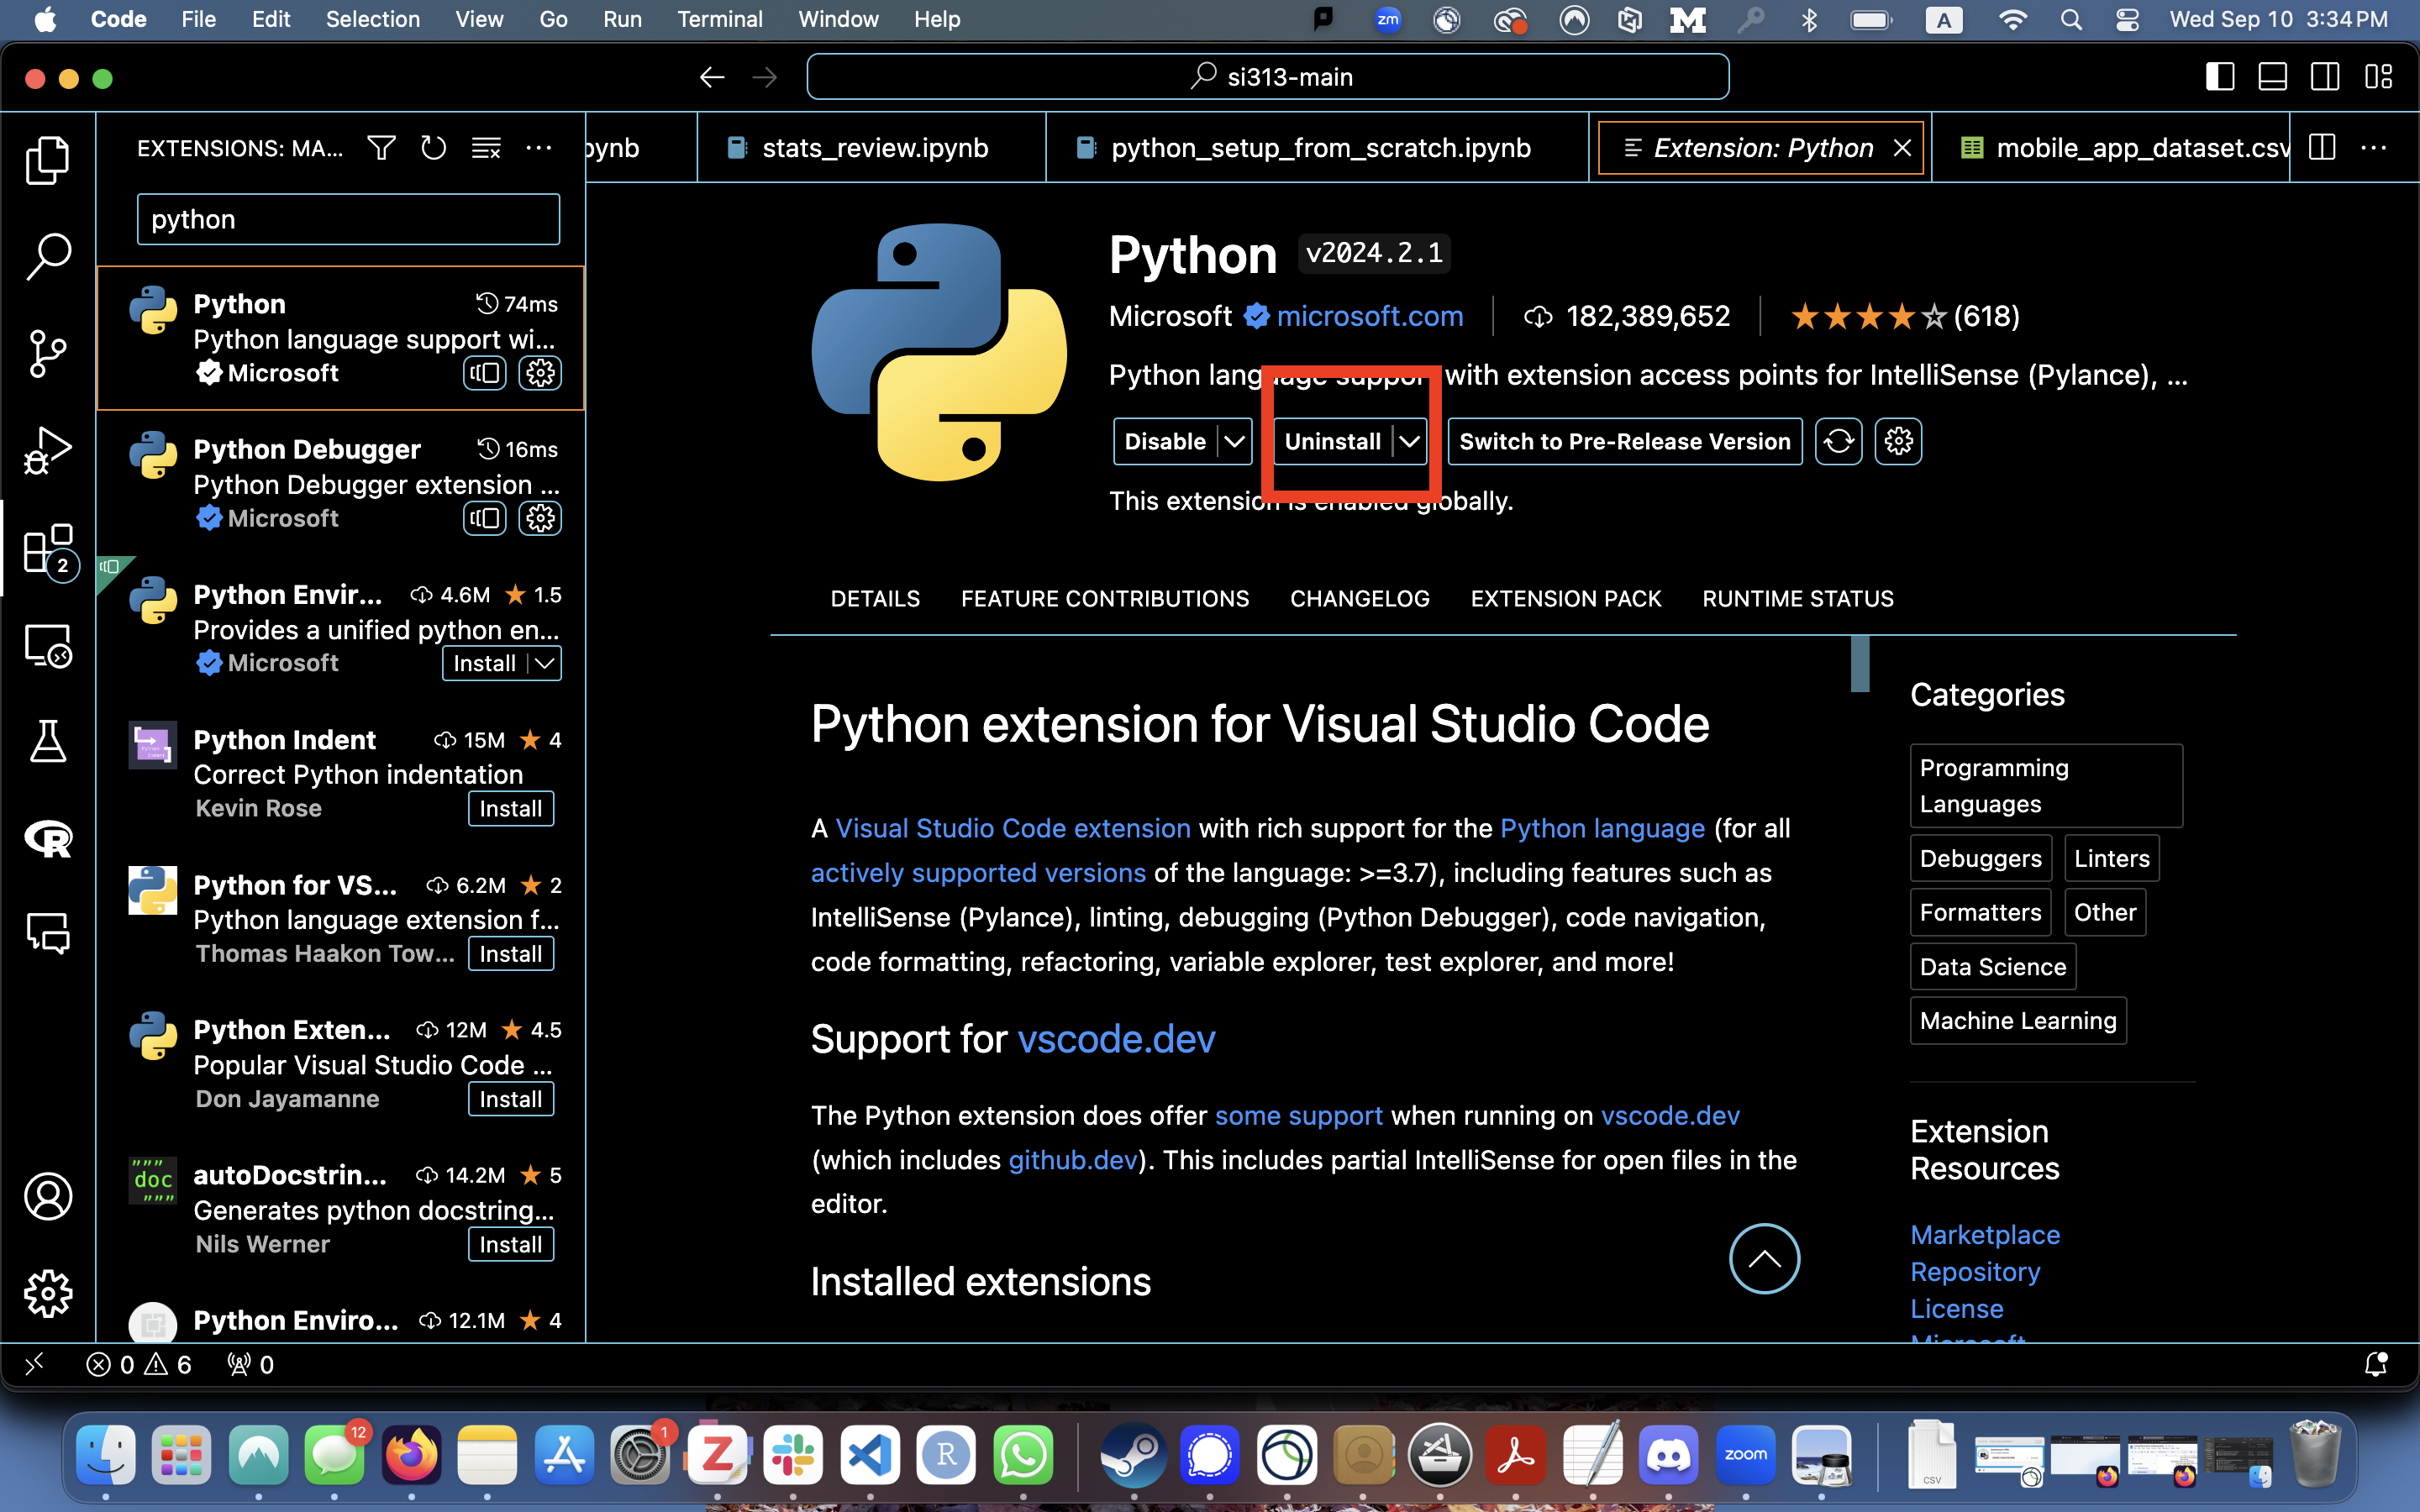 Code File Edit Selection View Go Run Terminal Window Help
zm A Wed Sep 10 3:34 PM
si313-main
EXTENSIONS: MA...
ynb
stats_review.ipynb
python_setup_from_scratch.ipynb
Extension: Python
mobile_app_dataset.csv
python
Python 74ms
Python language support wi...
Microsoft
Python Debugger 16ms
Python Debugger extension ...
Microsoft
2
Python Envir... 4.6M 1.5
Provides a unified python en...
Microsoft Install
Python Indent 15M 4
Correct Python indentation
Kevin Rose Install
Python for VS... 6.2M 2
Python language extension f...
Thomas Haakon Tow... Install
Python Exten... 12M 4.5
Popular Visual Studio Code ...
Don Jayamanne Install
"""
doc
"""
autoDocstrin... 14.2M 5
Generates python docstring...
Nils Werner Install
Python Enviro... 12.1M 4
Python v2024.2.1
Microsoft microsoft.com 182,389,652 (618)
Python language support with extension access points for IntelliSense (Pylance), ...
Disable Uninstall Switch to Pre-Release Version
This extension is enabled globally.
DETAILS FEATURE CONTRIBUTIONS CHANGELOG EXTENSION PACK RUNTIME STATUS
Python extension for Visual Studio Code
A Visual Studio Code extension with rich support for the Python language (for all
actively supported versions of the language: >=3.7), including features such as
IntelliSense (Pylance), linting, debugging (Python Debugger), code navigation,
code formatting, refactoring, variable explorer, test explorer, and more!
Support for vscode.dev
The Python extension does offer some support when running on vscode.dev
(which includes github.dev). This includes partial IntelliSense for open files in the
editor.
Installed extensions
Categories
Programming
Languages
Debuggers Linters
Formatters Other
Data Science
Machine Learning
Extension
Resources
Marketplace
Repository
License
Microsoft
0 6 0
12 1 Z R zoom CSV